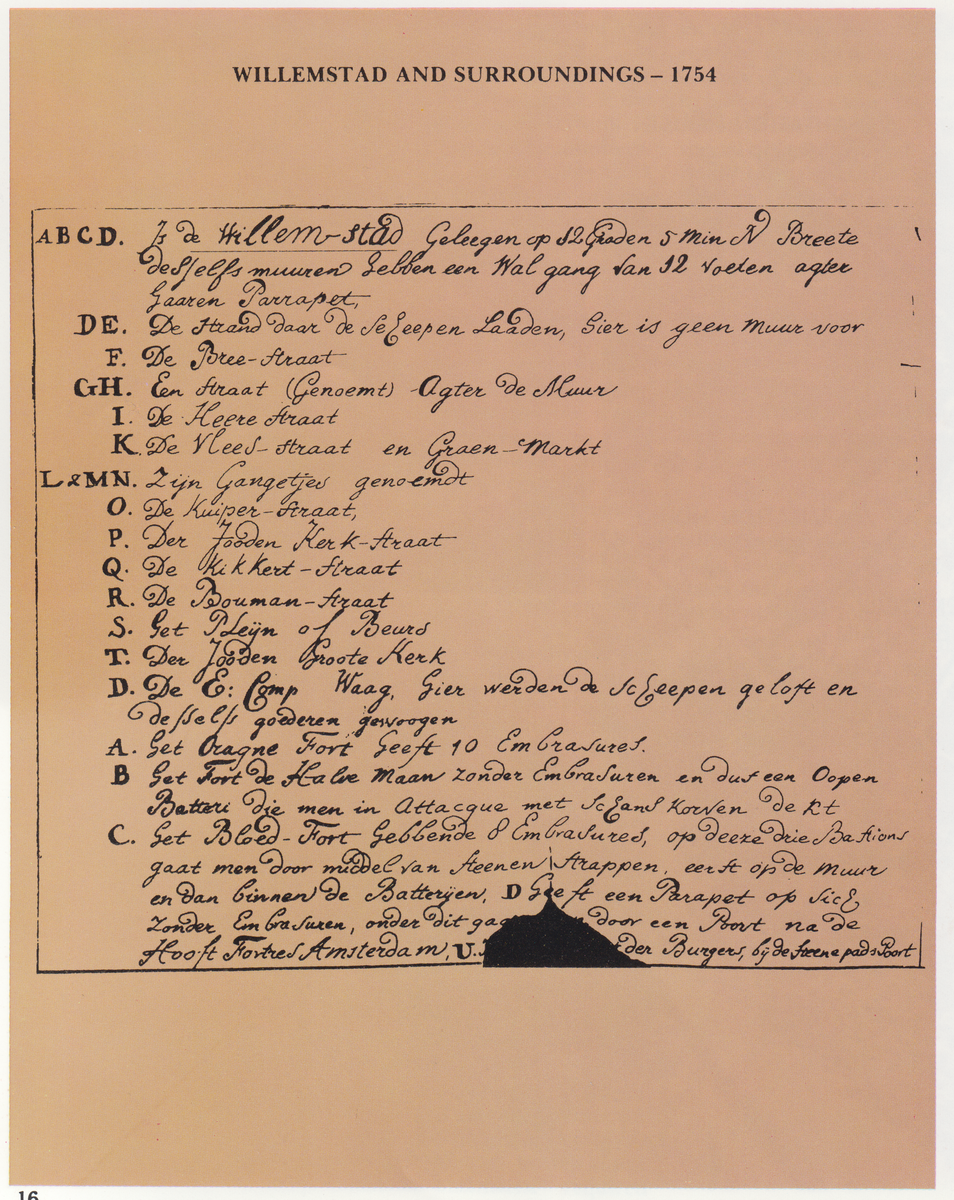 WILLEMSTAD AND SURROUNDINGS – 1754
ABCD. Is de Willem-Stad Geleegen op 12 Graden 5 Min N Breete
desselfs muuren hebben een Wal gang van 12 voeten agter
haaren Parrapet,
DE. De strand daar de scheepen Laaden, hier is geen muur voor
F. De Bree-straat
GH. Een straat (Genoemt) Agter de Muur
I. De Heere straat
K. De Vlees-straat en Graen-Markt
L&MN. Zijn Gangetjes genoemdt
O. De Kuiper-straat,
P. Der Jooden Kerk-straat
Q. De Kikkert-straat
R. De Bouman-straat
S. Het Pleijn of Beurs
T. Der Jooden Groote Kerk
D. De E: Comp Waag, hier werden de scheepen geloft en
desselfs goederen gewoogen
A. Het Oragne Fort heeft 10 Embrasures.
B Het Fort de Halve Maan zonder Embrasuren en dus een Oopen
Batteri die men in Attacque met schans Korven de kt
C. Het Bloed-Fort hebbende 8 Embrasures, op deeze drie Bastions
gaat men door middel van steenen strappen, eerst op de muur
en dan binnen de Batterijen, D heeft een Parapet op sich
zonder Embrasuren, onder dit door een Poort na de
Hooft Fortres Amsterdam, U. der Burgers, bij de steene pads Poort
16